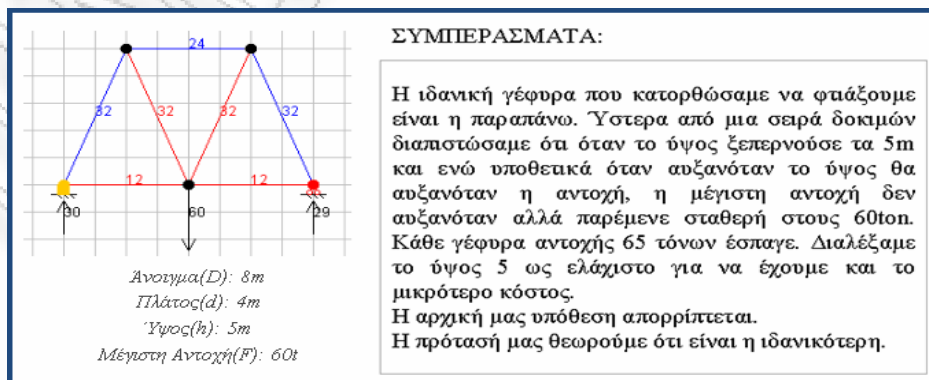 24
32
32
32
32
12
12
30
60
29
Άνοιγμα(D): 8m
Πλάτος(d): 4m
Ύψος(h): 5m
Μέγιστη Αντοχή(F): 60t
ΣΥΜΠΕΡΑΣΜΑΤΑ:
Η ιδανική γέφυρα που κατορθώσαμε να φτιάξουμε
είναι η παραπάνω. Ύστερα από μια σειρά δοκιμών
διαπιστώσαμε ότι όταν το ύψος ξεπερνούσε τα 5m
και ενώ υποθετικά όταν αυξανόταν το ύψος θα
αυξανόταν η αντοχή, η μέγιστη αντοχή δεν
αυξανόταν αλλά παρέμενε σταθερή στους 60ton.
Κάθε γέφυρα αντοχής 65 τόνων έσπαγε. Διαλέξαμε
το ύψος 5 ως ελάχιστο για να έχουμε και το
μικρότερο κόστος.
Η αρχική μας υπόθεση απορρίπτεται.
Η πρότασή μας θεωρούμε ότι είναι η ιδανικότερη.